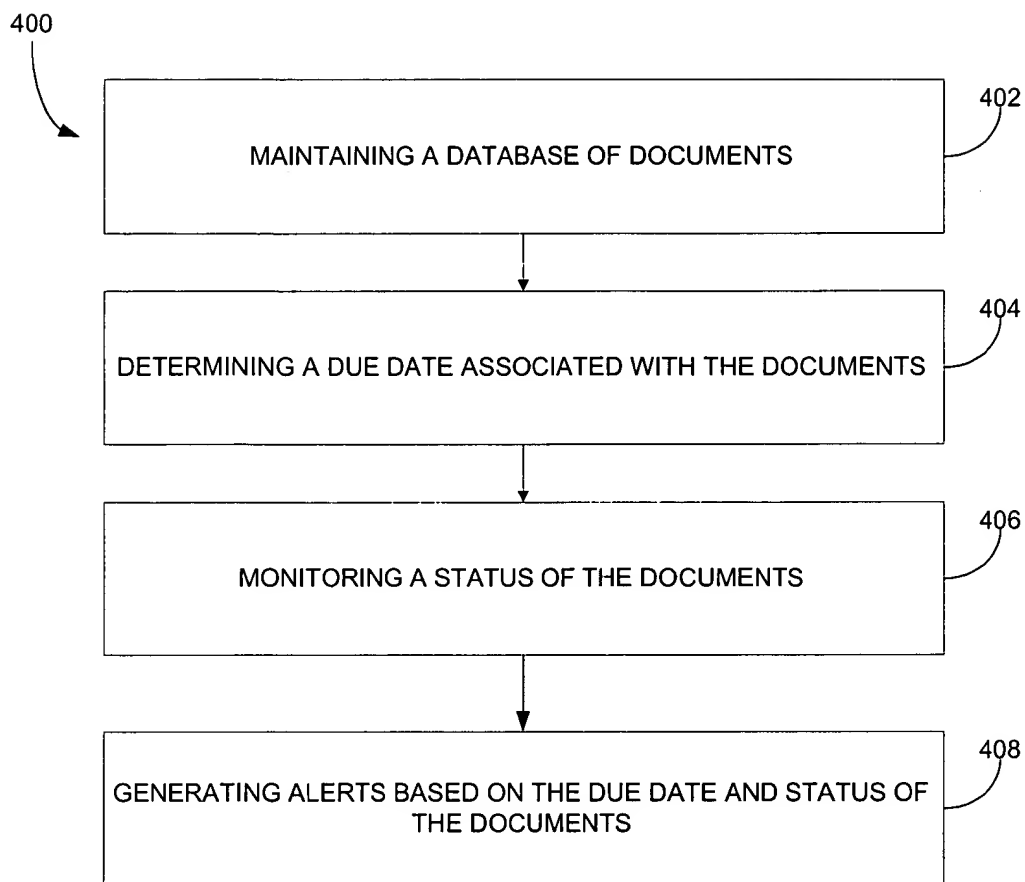 400
402
MAINTAINING A DATABASE OF DOCUMENTS
404
DETERMINING A DUE DATE ASSOCIATED WITH THE DOCUMENTS
406
MONITORING A STATUS OF THE DOCUMENTS
408
GENERATING ALERTS BASED ON THE DUE DATE AND STATUS OF
THE DOCUMENTS